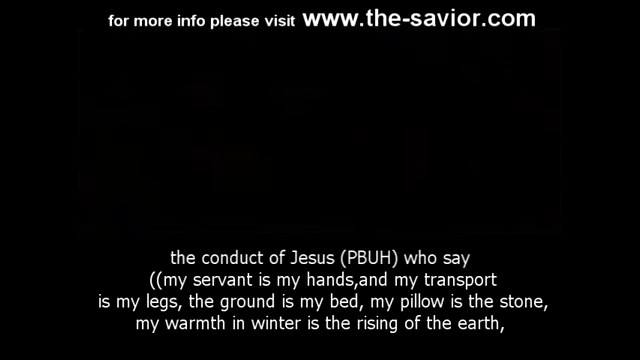 for more info please visit www.the-savior.com
the conduct of Jesus (PBUH) who say
((my servant is my hands,and my transport
is my legs, the ground is my bed, my pillow is the stone,
my warmth in winter is the rising of the earth,